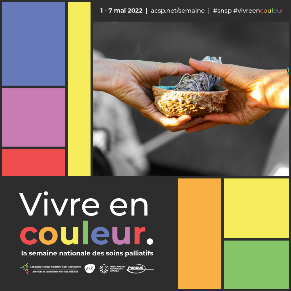 1 - 7 mai 2022 | acsp.net/semaine | #snsp #vivreencouleur
Vivre en
couleur.
la semaine nationale des soins palliatifs